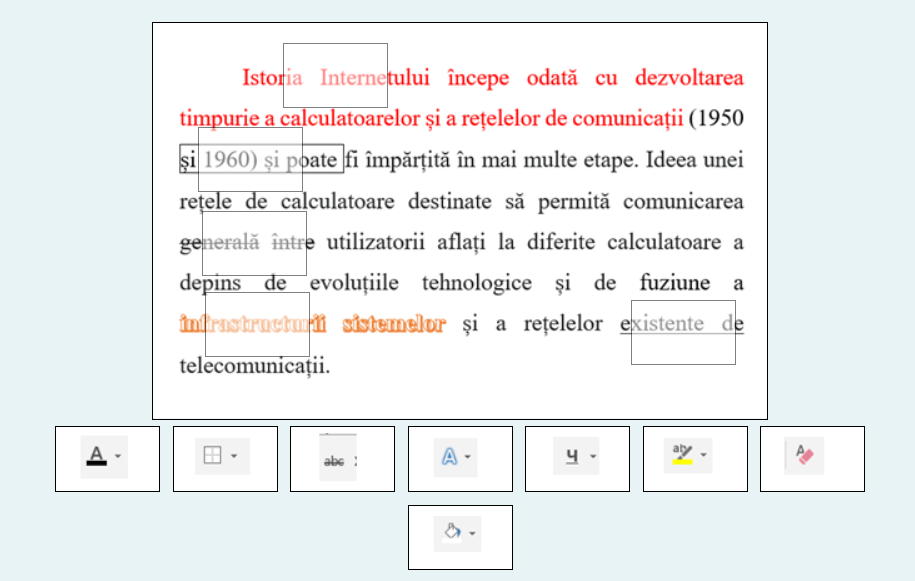 Istoria Internetului începe odată cu dezvoltarea
timpurie a calculatoarelor și a rețelelor de comunicații (1950
și 1960) și poate fi împărțită în mai multe etape. Ideea unei
rețele de calculatoare destinate să permită comunicarea
generală între utilizatorii aflați la diferite calculatoare a
depins de evoluțiile tehnologice și de fuziune a
infrastructurii sistemelor și a rețelelor existente de
telecomunicații.
A
abc
A
Ч
aby
A